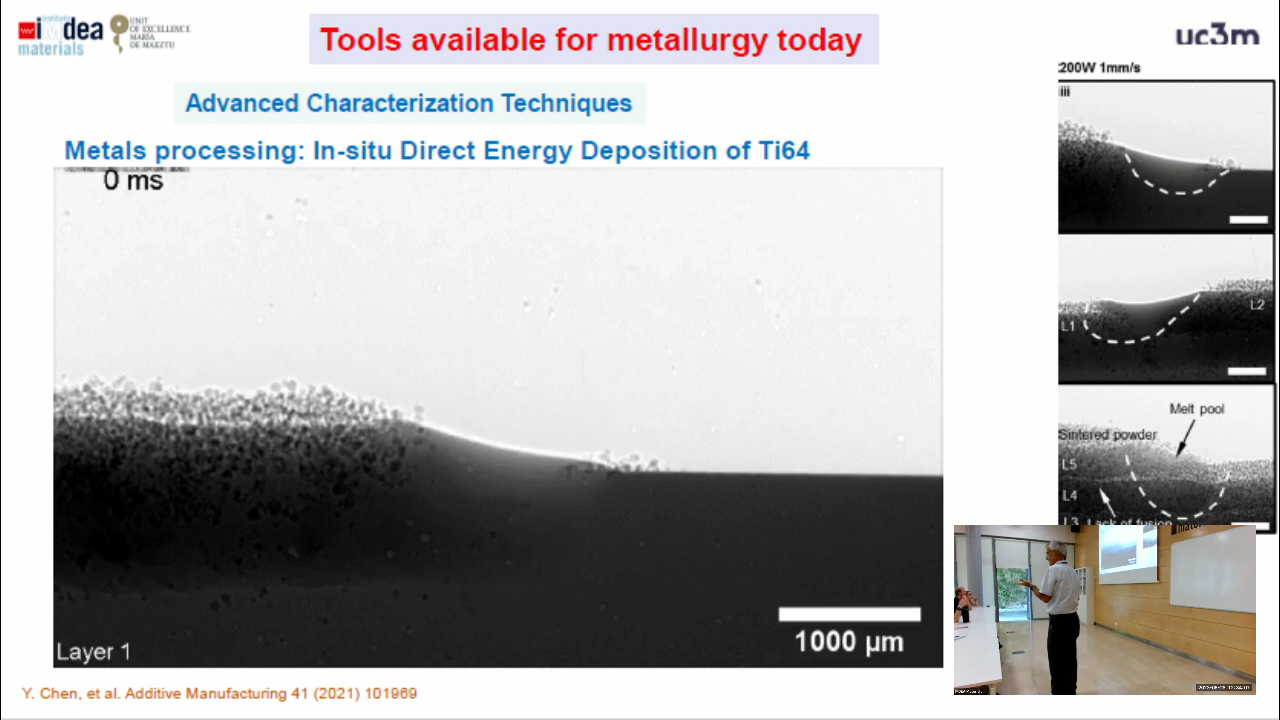 institute
imdea
materials
UNIT
OF EXCELLENCE
MARÍA
DE MAEZTU
Tools available for metallurgy today
uc3m
Advanced Characterization Techniques
200W 1mm/s
iii
Metals processing: In-situ Direct Energy Deposition of Ti64
0 ms
L1
L2
Melt pool
Sintered powder
L5
L4
L3 Lack of fusion
1000 µm
Layer 1
Y. Chen, et al. Additive Manufacturing 41 (2021) 101969